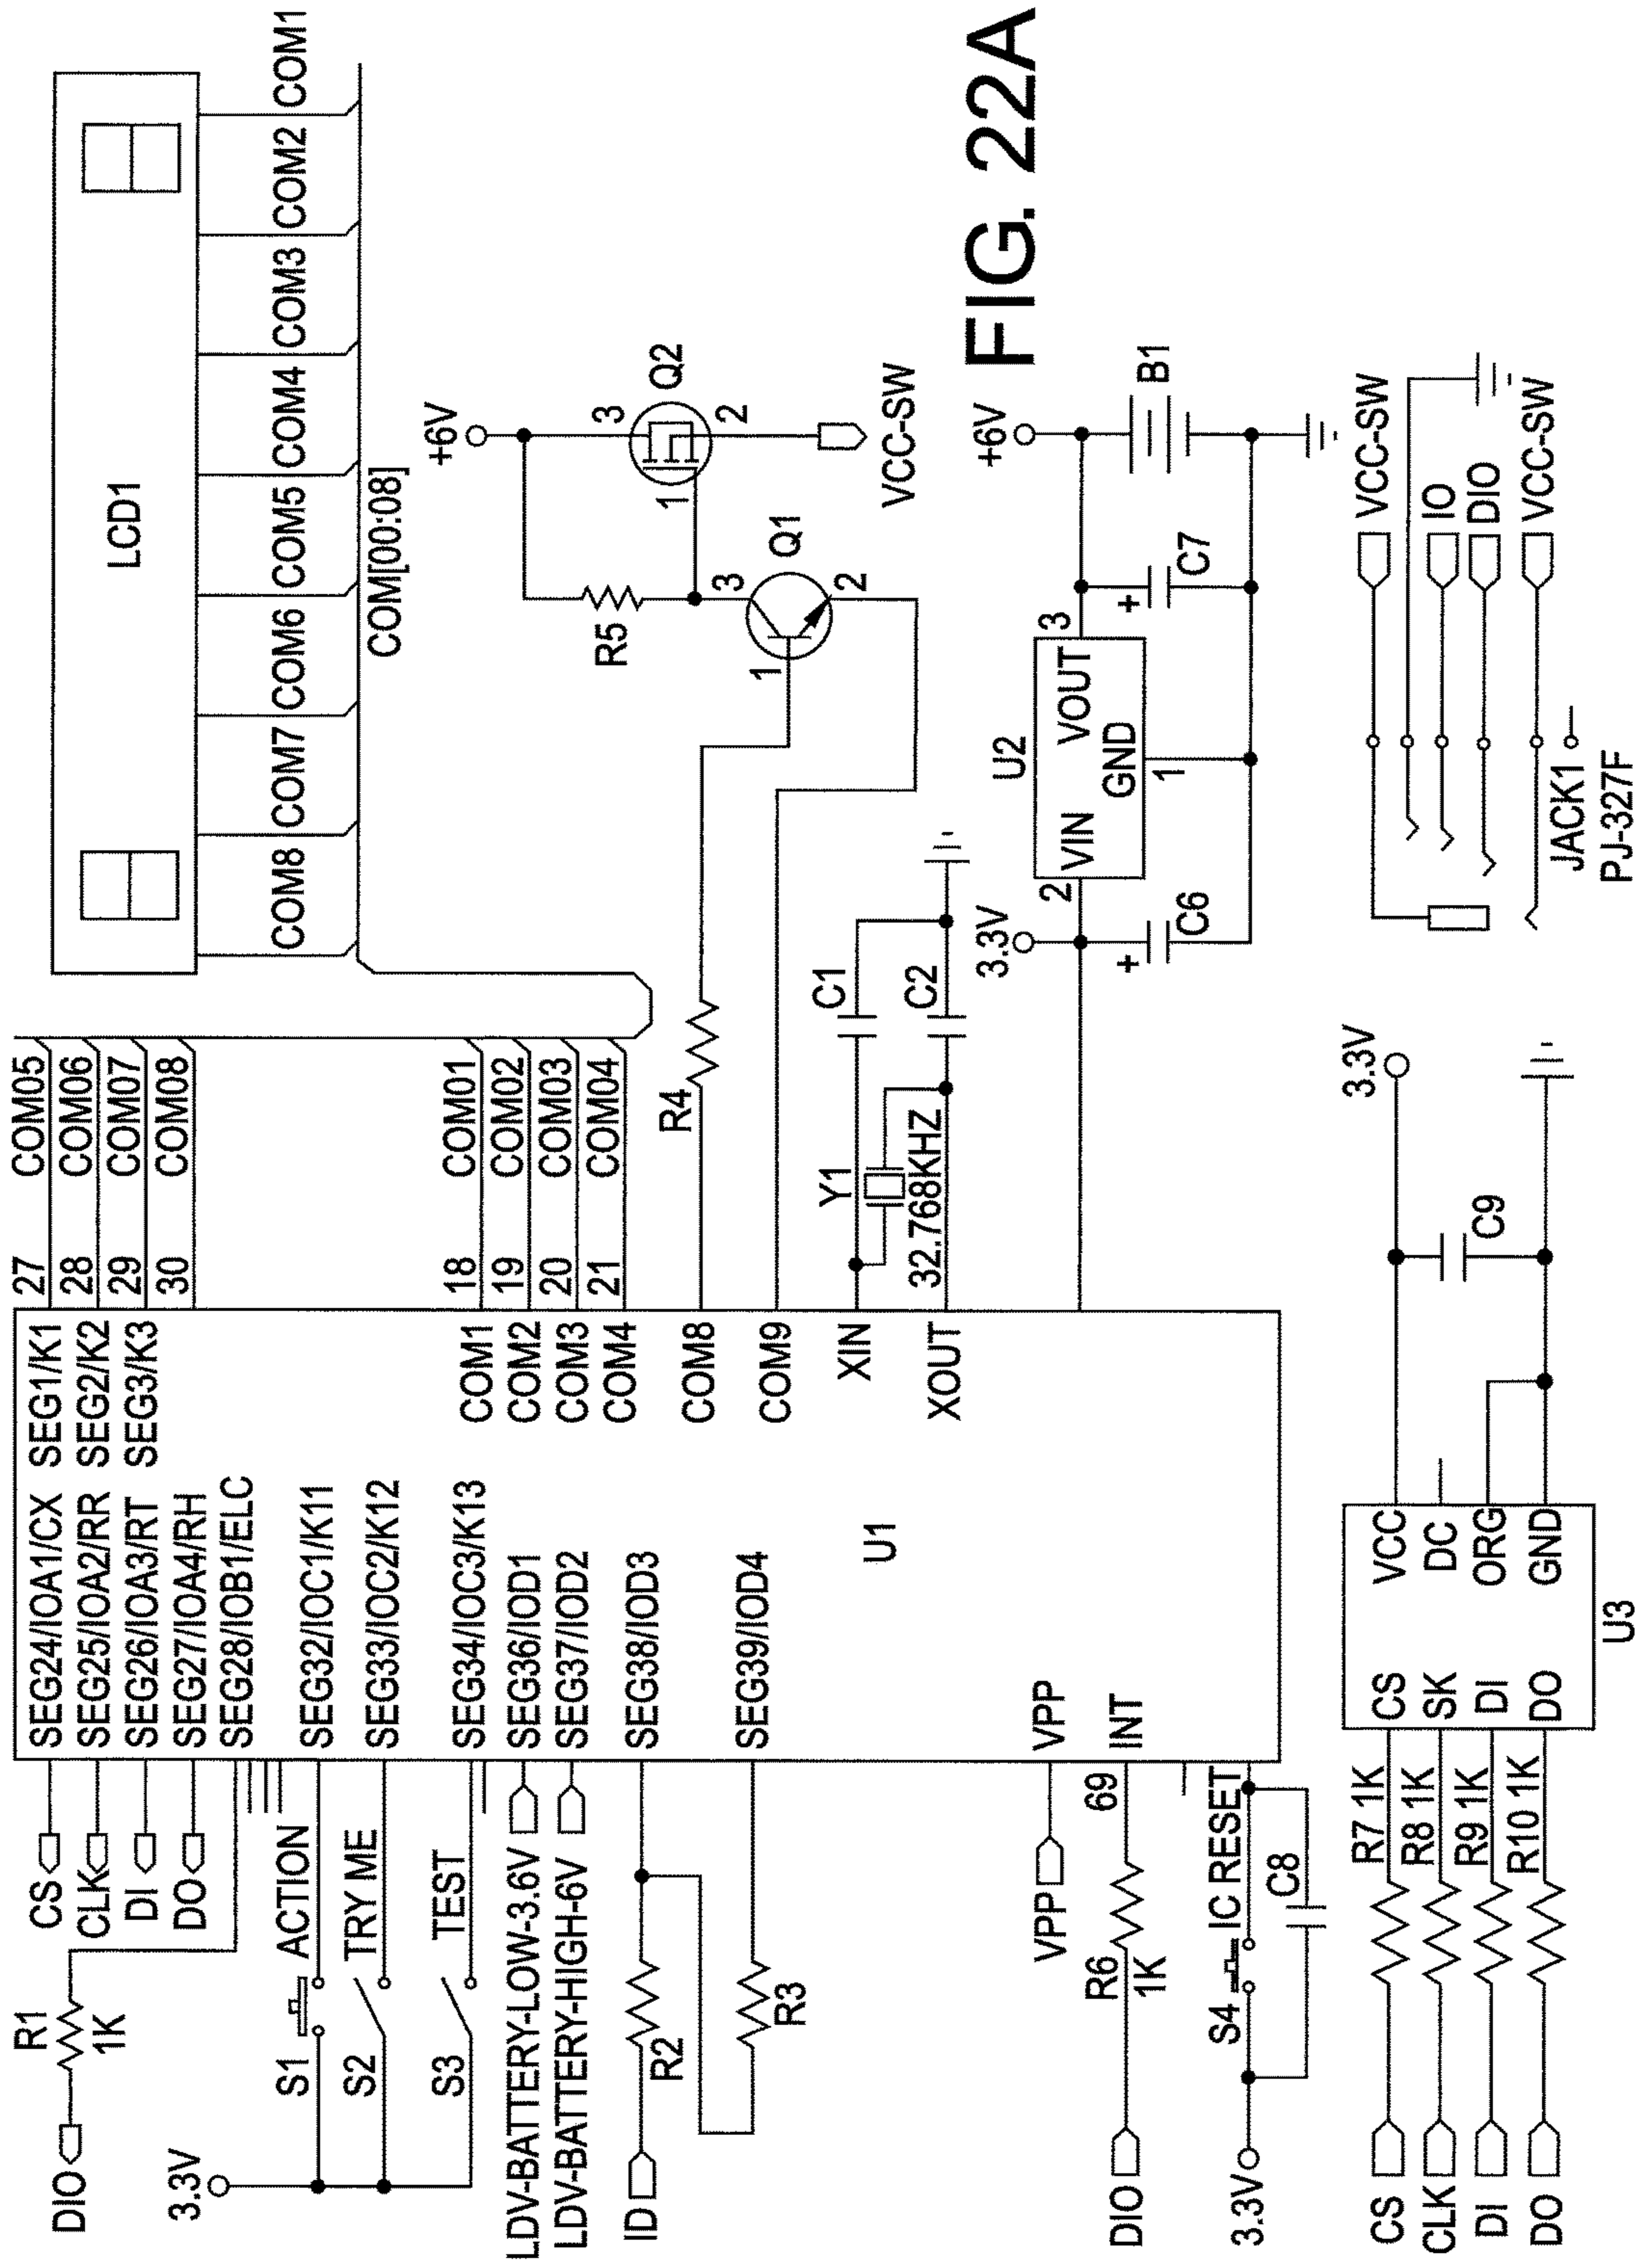 LCD1
COM8
COM7
COM6
COM5
COM4
COM3
COM2
COM1
COM[00:08]
27 COM05
28 COM06
29 COM07
30 COM08
18 COM01
19 COM02
20 COM03
21 COM04
SEG24/IOA1/CX SEG1/K1
SEG25/IOA2/RR SEG2/K2
SEG26/IOA3/RT SEG3/K3
SEG27/IOA4/RH
SEG28/IOB1/ELC
SEG32/IOC1/K11
SEG33/IOC2/K12
SEG34/IOC3/K13
SEG36/IOD1
SEG37/IOD2
SEG38/IOD3
SEG39/IOD4
COM1
COM2
COM3
COM4
COM8
COM9
XIN
XOUT
U1
VPP
INT
CS
CLK
DI
DO
DIO
R1
1K
3.3V
S1
ACTION
S2
TRY ME
S3
TEST
LDV-BATTERY-LOW-3.6V
LDV-BATTERY-HIGH-6V
ID
R2
R3
VPP
DIO
R6
1K
69
3.3V
S4
IC RESET
C8
R4
R5
+6V
3
Q2
1
2
VCC-SW
3
Q1
1
2
Y1
32.768KHZ
C1
C2
3.3V
2
VIN
U2
VOUT
3
GND
1
C6
+
C7
+
+6V
B1
FIG. 22A
CS
CLK
DI
DO
R7 1K
R8 1K
R9 1K
R10 1K
CS
SK
DI
DO
VCC
DC
ORG
GND
U3
C9
3.3V
VCC-SW
IO
DIO
VCC-SW
JACK1
PJ-327F